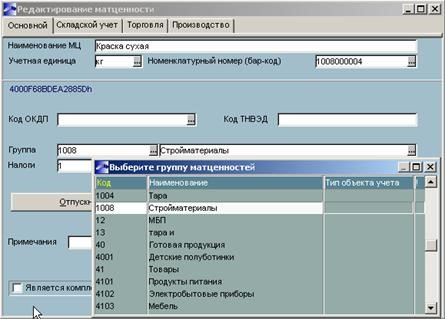 Редактирование матценности
Основной Складской учет Торговля Производство
Наименование МЦ Краска сухая
Учетная единица кг Номенклатурный номер (бар-код) 1008000004
4000F68BDEA2885Dh
Код ОКДП Код ТНВЭД
Группа 1008 Стройматериалы
Налоги 1
Выберите группу матценностей
Код Наименование Тип объекта учета
1004 Тара
1008 Стройматериалы
12 МБП
13 тара и
40 Готовая продукция
4001 Детские полуботинки
41 Товары
4101 Продукты питания
4102 Электробытовые приборы
4103 Мебель
Отпускн
Примечания
Является компле